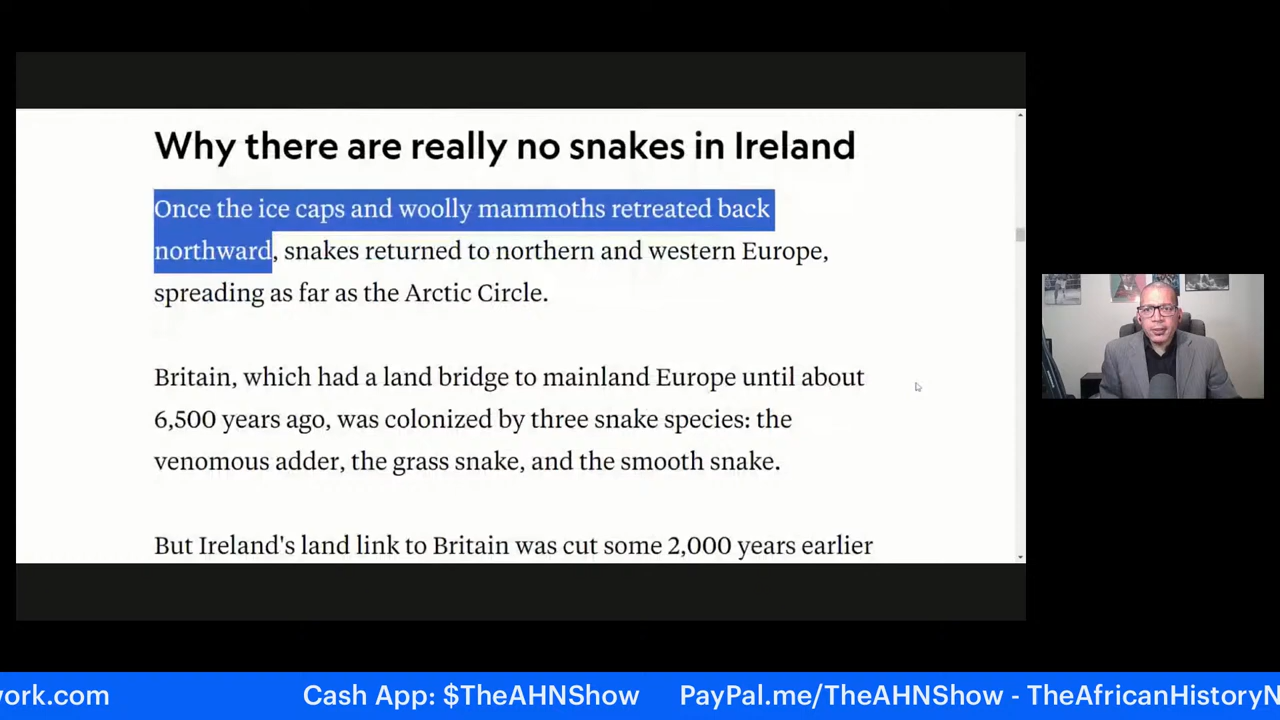 Why there are really no snakes in Ireland
Once the ice caps and woolly mammoths retreated back
northward, snakes returned to northern and western Europe,
spreading as far as the Arctic Circle.
Britain, which had a land bridge to mainland Europe until about
6,500 years ago, was colonized by three snake species: the
venomous adder, the grass snake, and the smooth snake.
But Ireland's land link to Britain was cut some 2,000 years earlier
work.com Cash App: $TheAHNShow PayPal.me/TheAHNShow - TheAfricanHistoryN